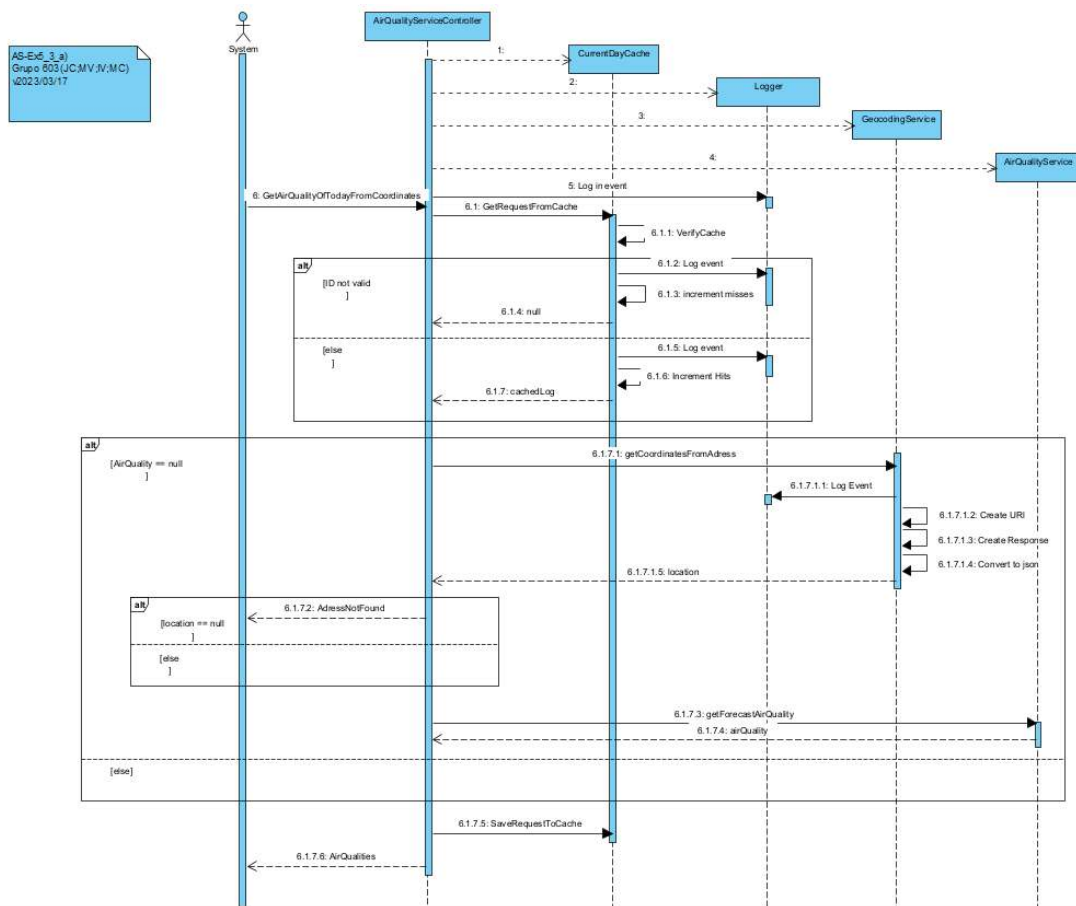 AirQualityServiceController
System
AS-Ex5_3_a)
Grupo 603(JC;MV;IV;MC)
v2023/03/17
1:
CurrentDayCache
2:
Logger
3:
GeocodingService
4:
AirQualityService
5: Log in event
6: GetAirQualityOfTodayFromCoordinates
6.1: GetRequestFromCache
6.1.1: VerifyCache
alt
6.1.2: Log event
[ID not valid
]
6.1.3: increment misses
6.1.4: null
[else
]
6.1.5: Log event
6.1.6: Increment Hits
6.1.7: cachedLog
alt
[AirQuality == null
]
6.1.7.1: getCoordinatesFromAdress
6.1.7.1.1: Log Event
6.1.7.1.2: Create URI
6.1.7.1.3: Create Response
6.1.7.1.4: Convert to json
6.1.7.1.5: location
alt
6.1.7.2: AdressNotFound
[location == null
]
[else
]
6.1.7.3: getForecastAirQuality
6.1.7.4: airQuality
[else]
6.1.7.5: SaveRequestToCache
6.1.7.6: AirQualities